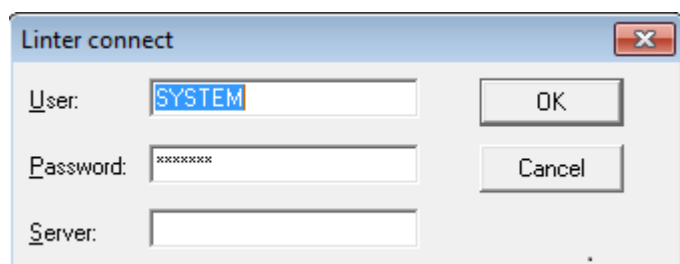 Linter connect
User: SYSTEM OK
Password: ******* Cancel
Server: